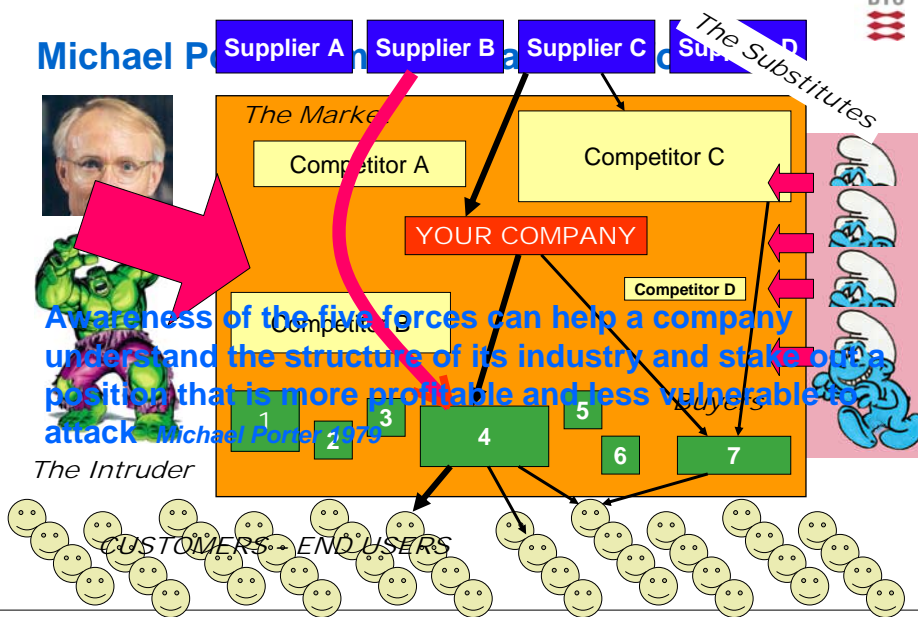 Michael P
Supplier A
Supplier B
Supplier C
The Substitutes
The Market
Competitor A
Competitor C
YOUR COMPANY
Competitor D
Competitor B
Awareness of the five forces can help a company
understand the structure of its industry and stake out a
position that is more profitable and less vulnerable to
attack Michael Porter 1979
Buyers
1
2
3
4
5
6
7
The Intruder
CUSTOMERS - END USERS